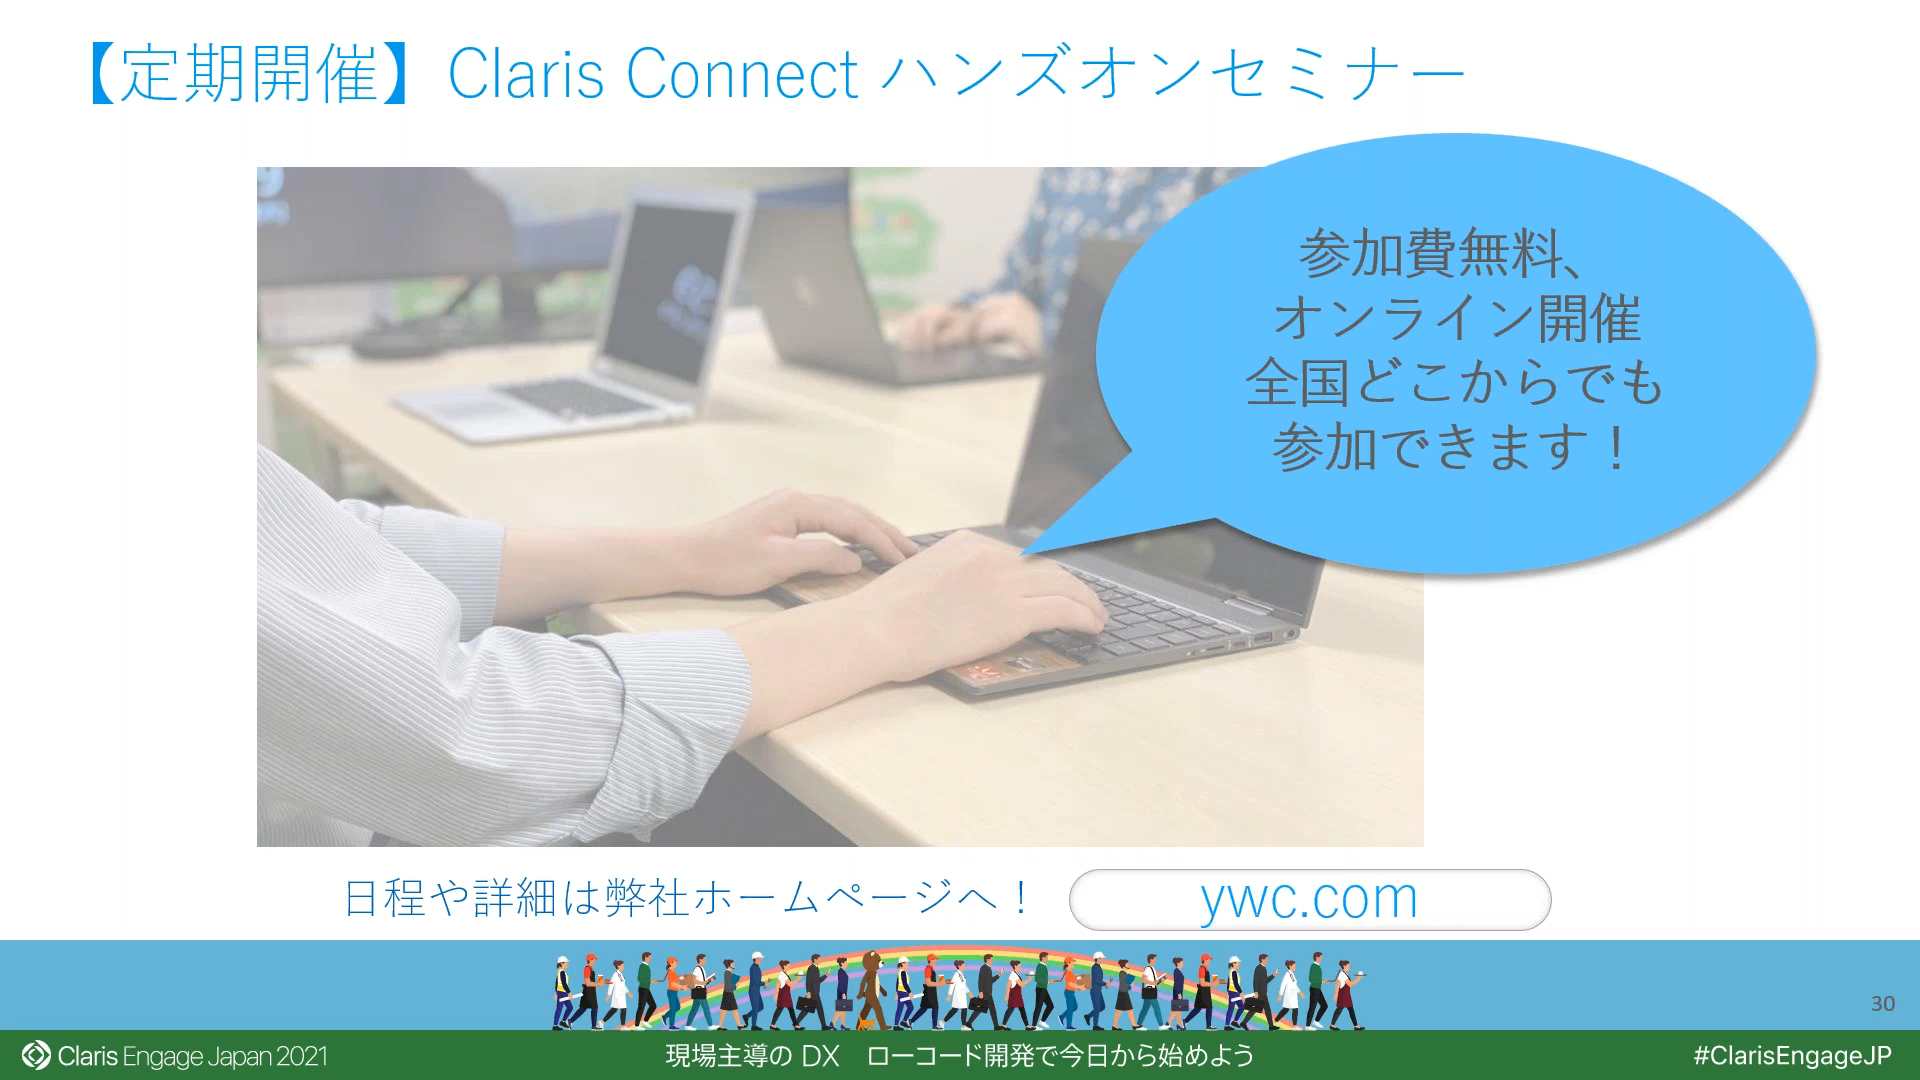 【定期開催】Claris Connect ハンズオンセミナー
参加費無料、
オンライン開催
全国どこからでも
参加できます！
日程や詳細は弊社ホームページへ！
ywc.com
30
Claris Engage Japan 2021
現場主導の DX　ローコード開発で今日から始めよう
#ClarisEngageJP